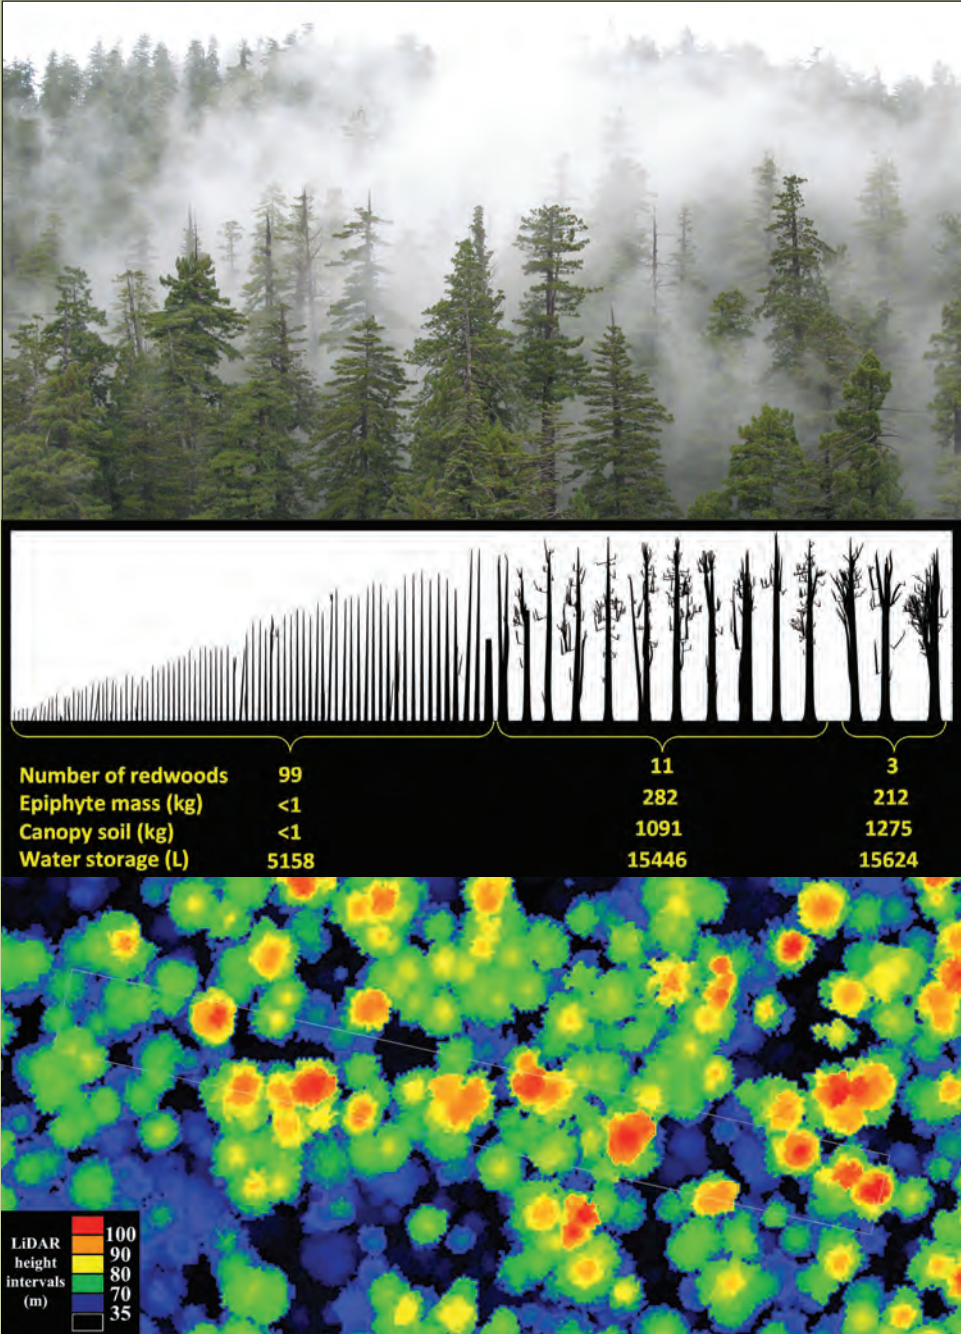 Number of redwoods 99 11 3
Epiphyte mass (kg) <1 282 212
Canopy soil (kg) <1 1091 1275
Water storage (L) 5158 15446 15624
LiDAR
height
intervals
(m)
100
90
80
70
35